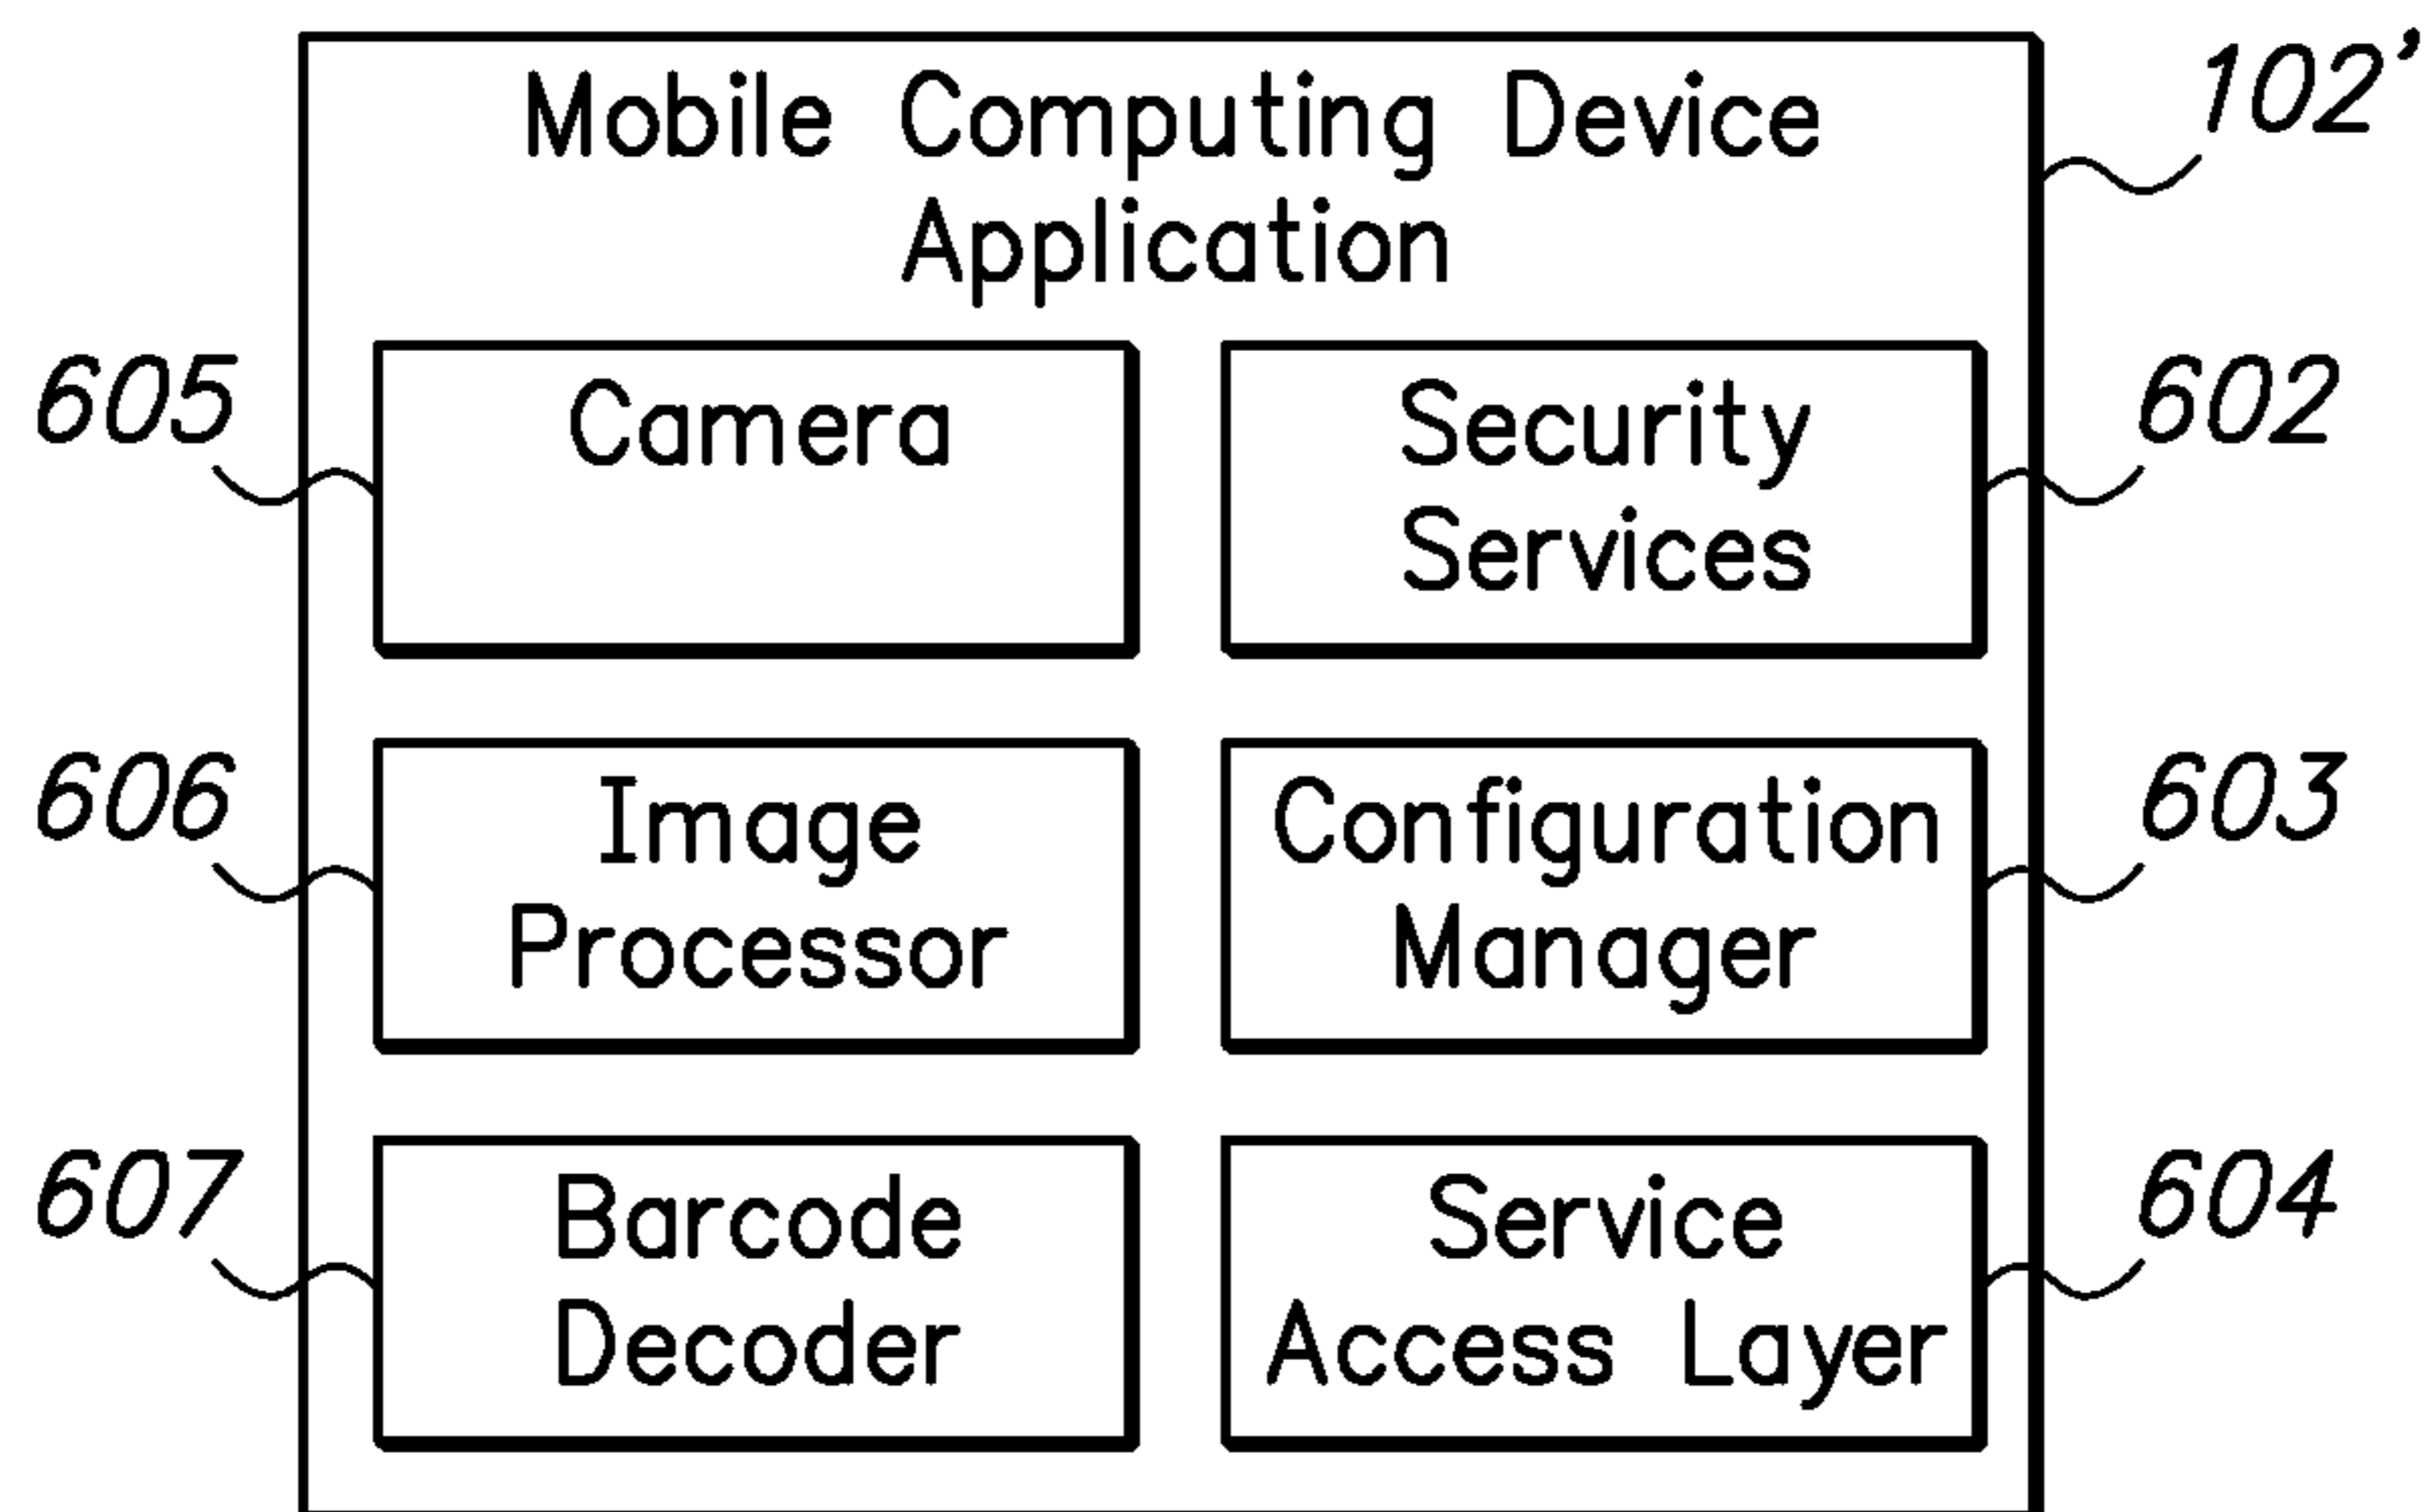 Mobile Computing Device
Application
102'
605
Camera
Security
Services
602
606
Image
Processor
Configuration
Manager
603
607
Barcode
Decoder
Service
Access Layer
604